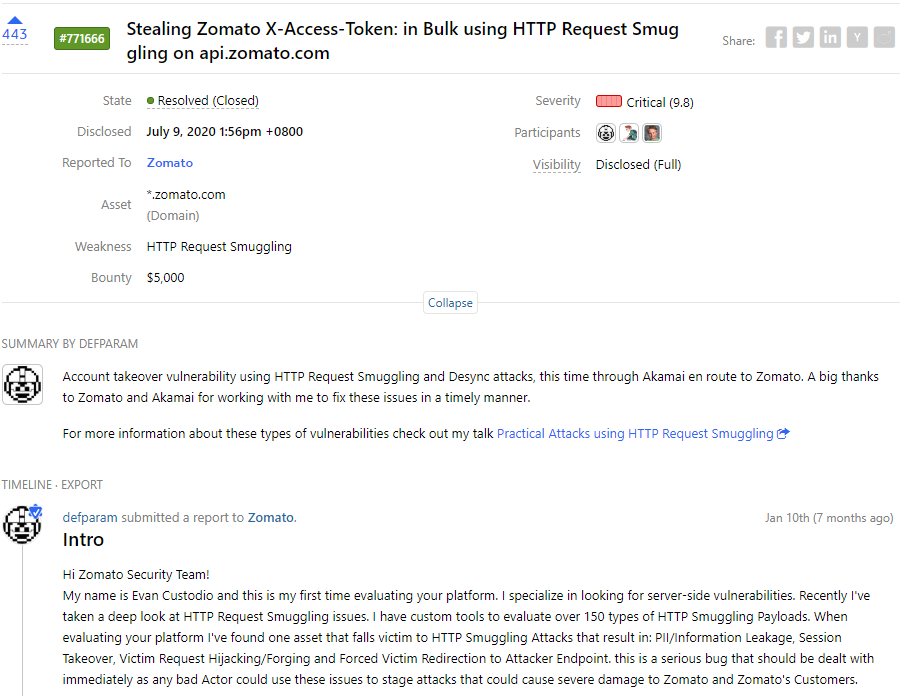 443
#771666
Stealing Zomato X-Access-Token: in Bulk using HTTP Request Smug
gling on api.zomato.com
Share:
State
Resolved (Closed)
Disclosed
July 9, 2020 1:56pm +0800
Reported To
Zomato
Asset
*.zomato.com
(Domain)
Weakness
HTTP Request Smuggling
Bounty
$5,000
Severity
Critical (9.8)
Participants
Visibility
Disclosed (Full)
Collapse
SUMMARY BY DEFPARAM
Account takeover vulnerability using HTTP Request Smuggling and Desync attacks, this time through Akamai en route to Zomato. A big thanks
to Zomato and Akamai for working with me to fix these issues in a timely manner.
For more information about these types of vulnerabilities check out my talk Practical Attacks using HTTP Request Smuggling
TIMELINE · EXPORT
defparam submitted a report to Zomato.
Jan 10th (7 months ago)
Intro
Hi Zomato Security Team!
My name is Evan Custodio and this is my first time evaluating your platform. I specialize in looking for server-side vulnerabilities. Recently I've
taken a deep look at HTTP Request Smuggling issues. I have custom tools to evaluate over 150 types of HTTP Smuggling Payloads. When
evaluating your platform I've found one asset that falls victim to HTTP Smuggling Attacks that result in: PII/Information Leakage, Session
Takeover, Victim Request Hijacking/Forging and Forced Victim Redirection to Attacker Endpoint. this is a serious bug that should be dealt with
immediately as any bad Actor could use these issues to stage attacks that could cause severe damage to Zomato and Zomato's Customers.